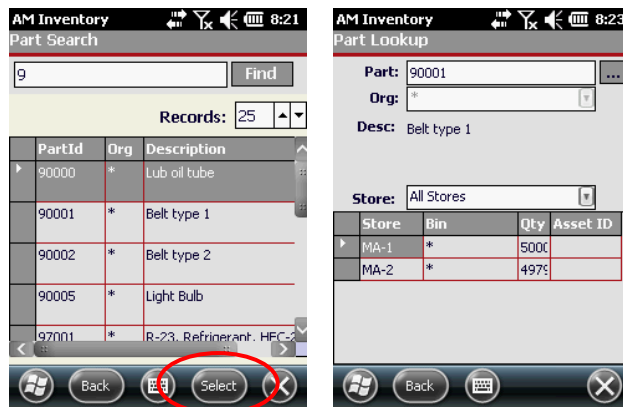 AM Inventory 8:21
Part Search
9 Find
Records: 25
PartId Org Description
90000 * Lub oil tube
90001 * Belt type 1
90002 * Belt type 2
90005 * Light Bulb
97001 * R-23, Refrigerant, HFC-2
Back Select
AM Inventory 8:23
Part Lookup
Part: 90001 ...
Org: *
Desc: Belt type 1
Store: All Stores
Store Bin Qty Asset ID
MA-1 * 5000
MA-2 * 4979
Back